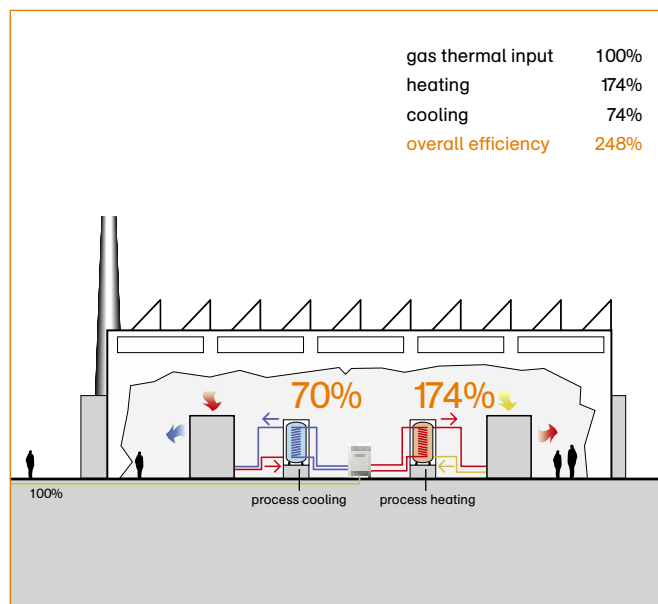 gas thermal input 100%
heating 174%
cooling 74%
overall efficiency 248%
70% 174%
100%
process cooling process heating